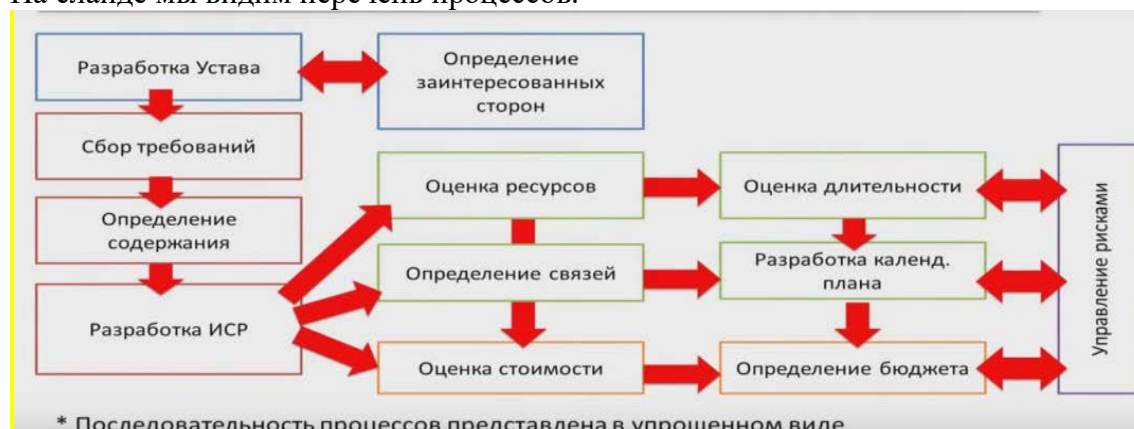 На слайде мы видим перечень процессов.
Разработка Устава
Определение
заинтересованных
сторон
Сбор требований
Оценка ресурсов
Оценка длительности
Определение
содержания
Определение связей
Разработка календ.
плана
Разработка ИСР
Оценка стоимости
Определение бюджета
Управление рисками
* Последовательность процессов представлена в упрощенном виде